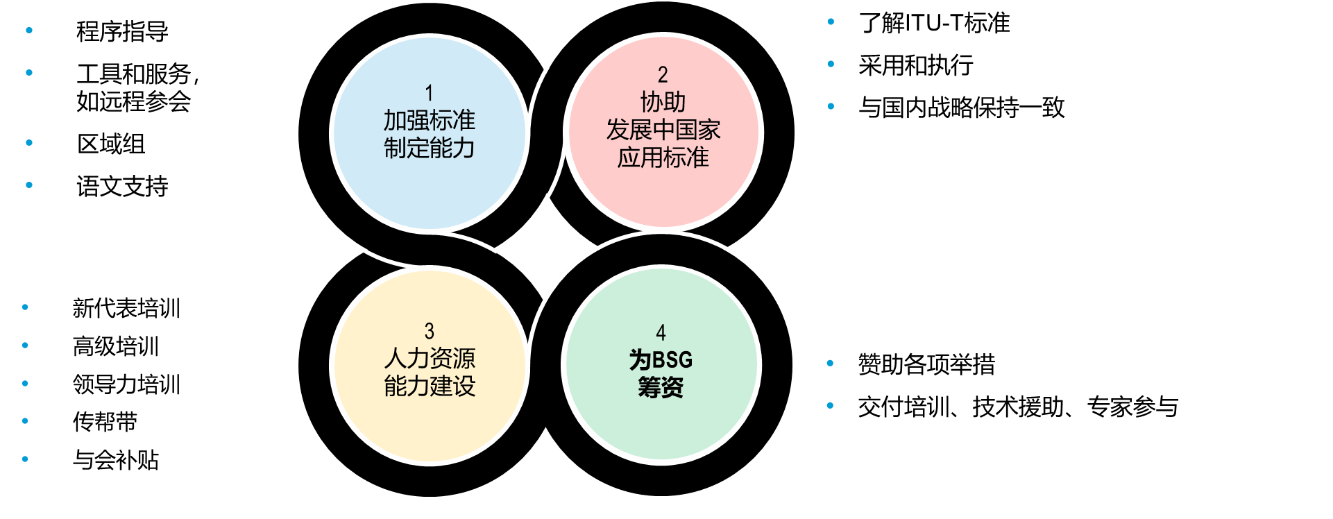 程序指导
工具和服务，
如远程参会
区域组
语文支持
1
加强标准
制定能力
2
协助
发展中国家
应用标准
了解ITU-T标准
采用和执行
与国内战略保持一致
新代表培训
高级培训
领导力培训
传帮带
与会补贴
3
人力资源
能力建设
4
为BSG
筹资
赞助各项举措
交付培训、技术援助、专家参与